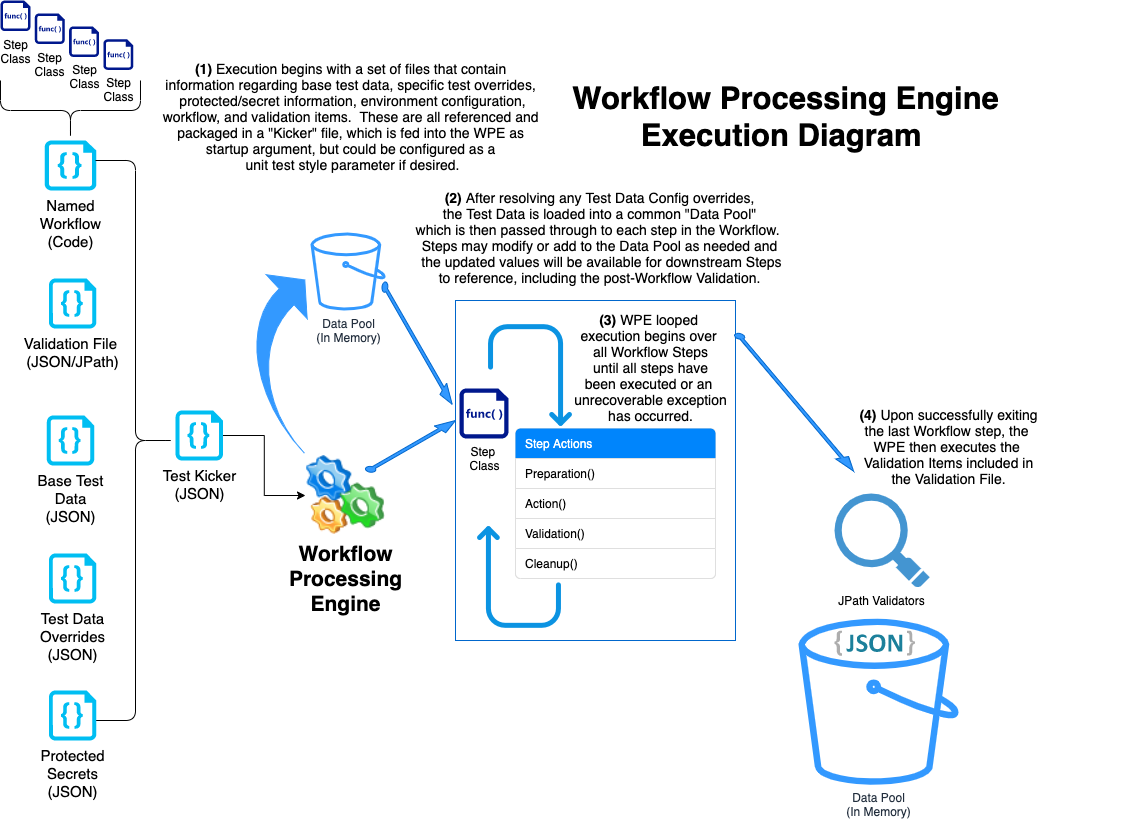 func( )
Step
Class
func( )
Step
Class
func( )
Step
Class
func( )
Step
Class
(1) Execution begins with a set of files that contain
information regarding base test data, specific test overrides,
protected/secret information, environment configuration,
workflow, and validation items.  These are all referenced and
packaged in a "Kicker" file, which is fed into the WPE as
startup argument, but could be configured as a
unit test style parameter if desired.
Workflow Processing Engine
Execution Diagram
{ }
Named
Workflow
(Code)
(2) After resolving any Test Data Config overrides,
the Test Data is loaded into a common "Data Pool"
which is then passed through to each step in the Workflow.
Steps may modify or add to the Data Pool as needed and
the updated values will be available for downstream Steps
to reference, including the post-Workflow Validation.
{ }
Validation File
(JSON/JPath)
Data Pool
(In Memory)
(3) WPE looped
execution begins over
all Workflow Steps
until all steps have
been executed or an
unrecoverable exception
has occurred.
func( )
Step
Class
Step Actions
Preparation()
Action()
Validation()
Cleanup()
{ }
Base Test
Data
(JSON)
{ }
Test Kicker
(JSON)
Workflow
Processing
Engine
(4) Upon successfully exiting
the last Workflow step, the
WPE then executes the
Validation Items included in
the Validation File.
{ }
Test Data
Overrides
(JSON)
JPath Validators
{JSON}
{ }
Protected
Secrets
(JSON)
Data Pool
(In Memory)